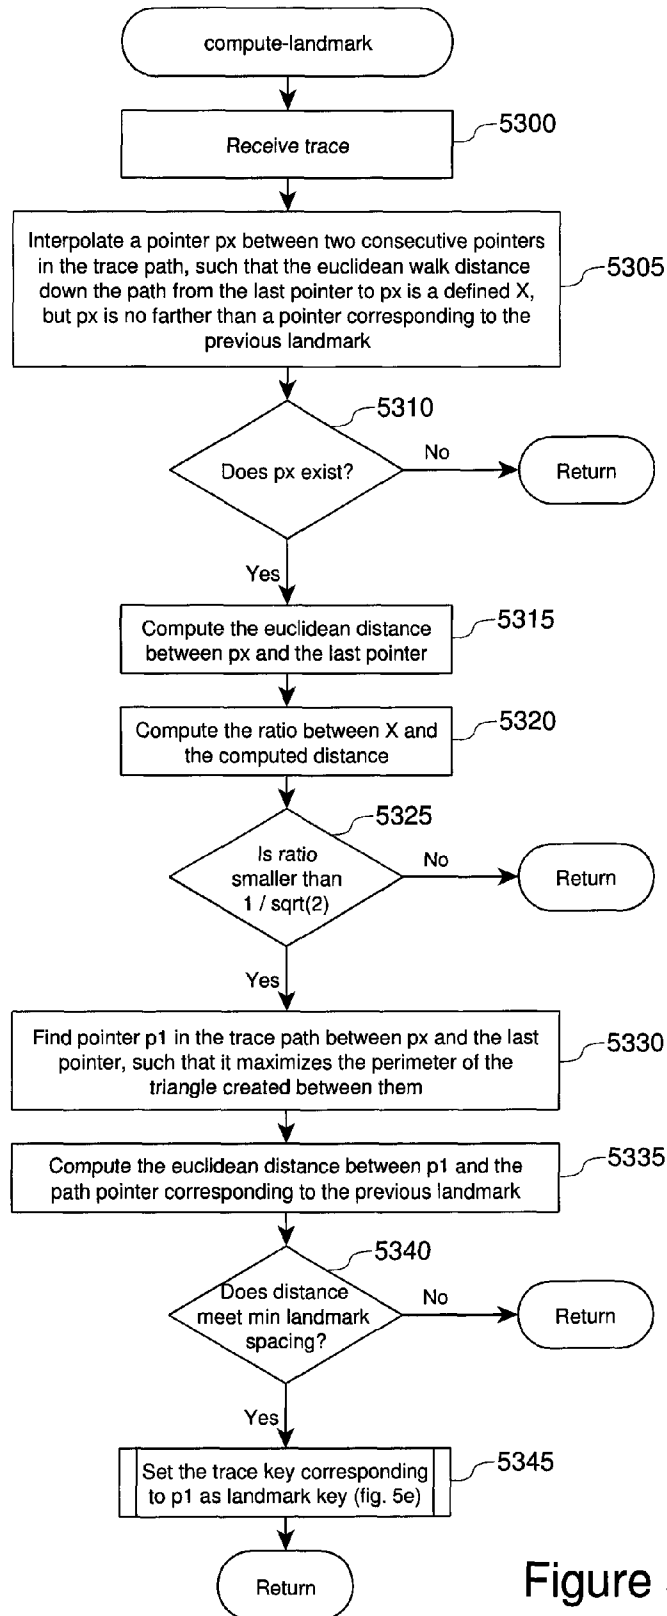 compute-landmark
5300
Receive trace
Interpolate a pointer px between two consecutive pointers
in the trace path, such that the euclidean walk distance
down the path from the last pointer to px is a defined X,
but px is no farther than a pointer corresponding to the
previous landmark
5305
5310
Does px exist?
No
Return
Yes
Compute the euclidean distance
between px and the last pointer
5315
Compute the ratio between X and
the computed distance
5320
5325
Is ratio
smaller than
1 / sqrt(2)
No
Return
Yes
Find pointer p1 in the trace path between px and the last
pointer, such that it maximizes the perimeter of the
triangle created between them
5330
Compute the euclidean distance between p1 and the
path pointer corresponding to the previous landmark
5335
5340
Does distance
meet min landmark
spacing?
No
Return
Yes
Set the trace key corresponding
to p1 as landmark key (fig. 5e)
5345
Return
Figure